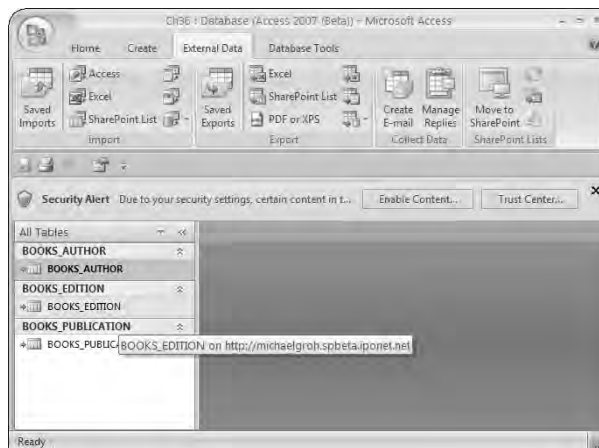 Ch36 : Database (Access 2007 (Beta)) - Microsoft Access
Home Create External Data Database Tools
Saved Imports
Access
Excel
SharePoint List
Import
Saved Exports
Excel
SharePoint List
PDF or XPS
Export
Create E-mail
Manage Replies
Collect Data
Move to SharePoint
SharePoint Lists
Security Alert Due to your security settings, certain content in t... Enable Content... Trust Center...
All Tables
BOOKS_AUTHOR
BOOKS_AUTHOR
BOOKS_EDITION
BOOKS_EDITION
BOOKS_PUBLICATION
BOOKS_PUBLICA
BOOKS_EDITION on http://michaelgroh.spbeta.iponet.net
Ready